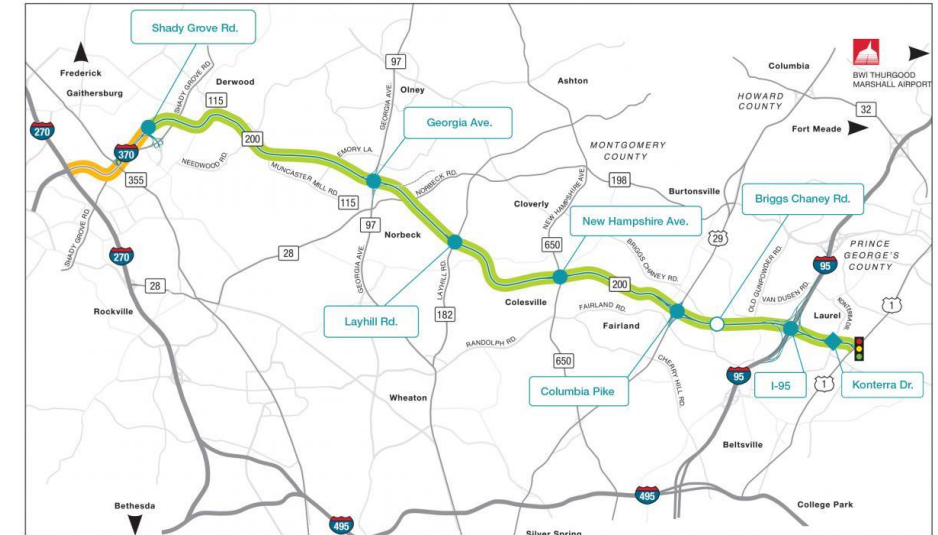 Shady Grove Rd.
Frederick
Gaithersburg
SHADY GROVE RD.
Derwood
97
Olney
GEORGIA AVE.
Ashton
Columbia
HOWARD
COUNTY
BWI THURGOOD
MARSHALL AIRPORT
32
Fort Meade
115
270
370
200
EMORY LA.
Georgia Ave.
MONTGOMERY
COUNTY
NEEDWOOD RD.
MUNCASTER MILL RD.
355
115
NORBECK RD.
198
Burtonsville
Briggs Chaney Rd.
Cloverly
NEW HAMPSHIRE AVE.
New Hampshire Ave.
97
Norbeck
29
PRINCE
GEORGE'S
COUNTY
SHADY GROVE RD.
270
28
28
GEORGIA AVE.
LAYHILL RD.
650
BRIGGS CHANEY RD.
OLD GUNPOWDER RD.
95
200
VAN DUSEN RD.
Colesville
FAIRLAND RD.
Laurel
KONTERRA DR.
1
Rockville
Layhill Rd.
182
Fairland
RANDOLPH RD.
650
CHERRY HILL RD.
Columbia Pike
95
I-95
1
Konterra Dr.
Wheaton
Beltsville
Bethesda
495
495
College Park
Silver Spring